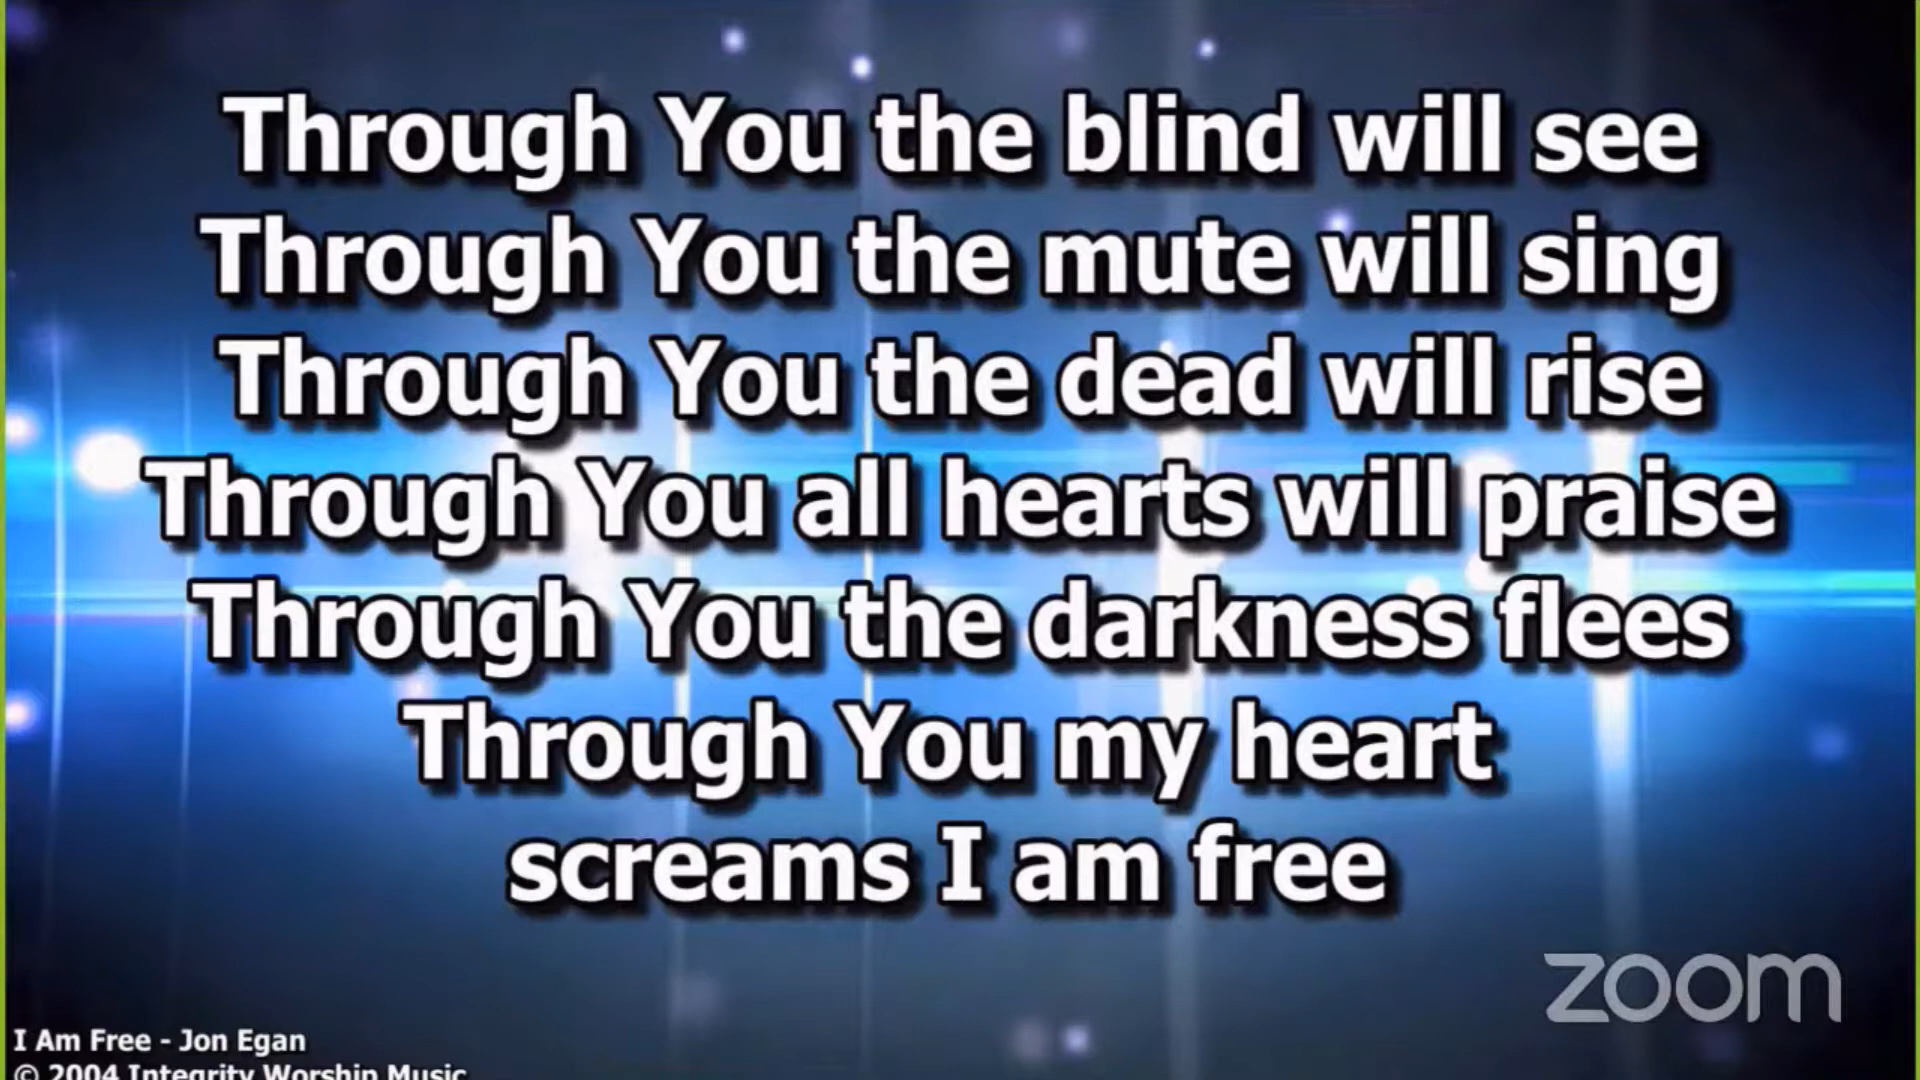 Through You the blind will see
Through You the mute will sing
Through You the dead will rise
Through You all hearts will praise
Through You the darkness flees
Through You my heart
screams I am free
zoom
I Am Free - Jon Egan
© 2004 Integrity Worship Music